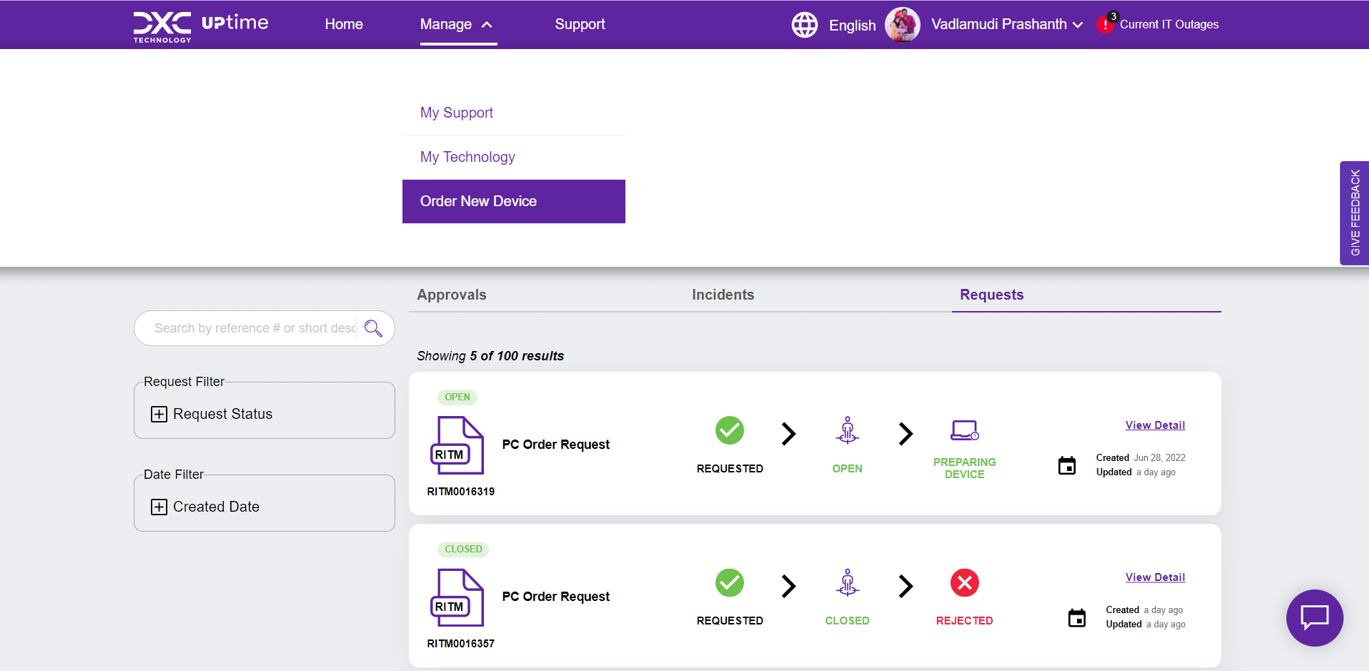 DXC
TECHNOLOGY
UPtime
Home
Manage
Support
English
Vadlamudi Prashanth
3
Current IT Outages
My Support
My Technology
Order New Device
GIVE FEEDBACK
Approvals
Incidents
Requests
Search by reference # or short desc
Showing 5 of 100 results
Request Filter
Request Status
Date Filter
Created Date
OPEN
RITM
RITM0016319
PC Order Request
REQUESTED
OPEN
PREPARING
DEVICE
View Detail
Created Jun 28, 2022
Updated a day ago
CLOSED
RITM
RITM0016357
PC Order Request
REQUESTED
CLOSED
REJECTED
View Detail
Created a day ago
Updated a day ago